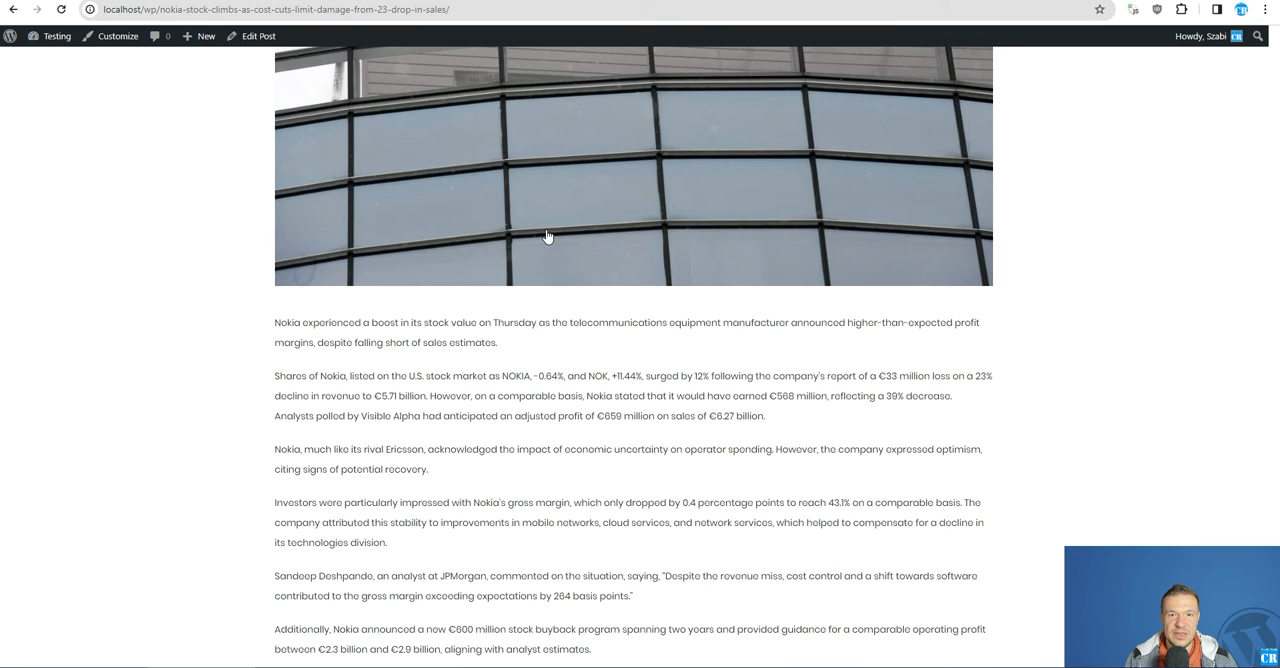 localhost/wp/nokia-stock-climbs-as-cost-cuts-limit-damage-from-23-drop-in-sales/
Testing Customize 0 New Edit Post Howdy, Szabi CR
Nokia experienced a boost in its stock value on Thursday as the telecommunications equipment manufacturer announced higher-than-expected profit
margins, despite falling short of sales estimates.
Shares of Nokia, listed on the U.S. stock market as NOKIA, -0.64%, and NOK, +11.44%, surged by 12% following the company's report of a €33 million loss on a 23%
decline in revenue to €5.71 billion. However, on a comparable basis, Nokia stated that it would have earned €568 million, reflecting a 39% decrease.
Analysts polled by Visible Alpha had anticipated an adjusted profit of €659 million on sales of €6.27 billion.
Nokia, much like its rival Ericsson, acknowledged the impact of economic uncertainty on operator spending. However, the company expressed optimism,
citing signs of potential recovery.
Investors were particularly impressed with Nokia's gross margin, which only dropped by 0.4 percentage points to reach 43.1% on a comparable basis. The
company attributed this stability to improvements in mobile networks, cloud services, and network services, which helped to compensate for a decline in
its technologies division.
Sandeep Deshpande, an analyst at JPMorgan, commented on the situation, saying, "Despite the revenue miss, cost control and a shift towards software
contributed to the gross margin exceeding expectations by 264 basis points."
Additionally, Nokia announced a new €600 million stock buyback program spanning two years and provided guidance for a comparable operating profit
between €2.3 billion and €2.9 billion, aligning with analyst estimates.
CR